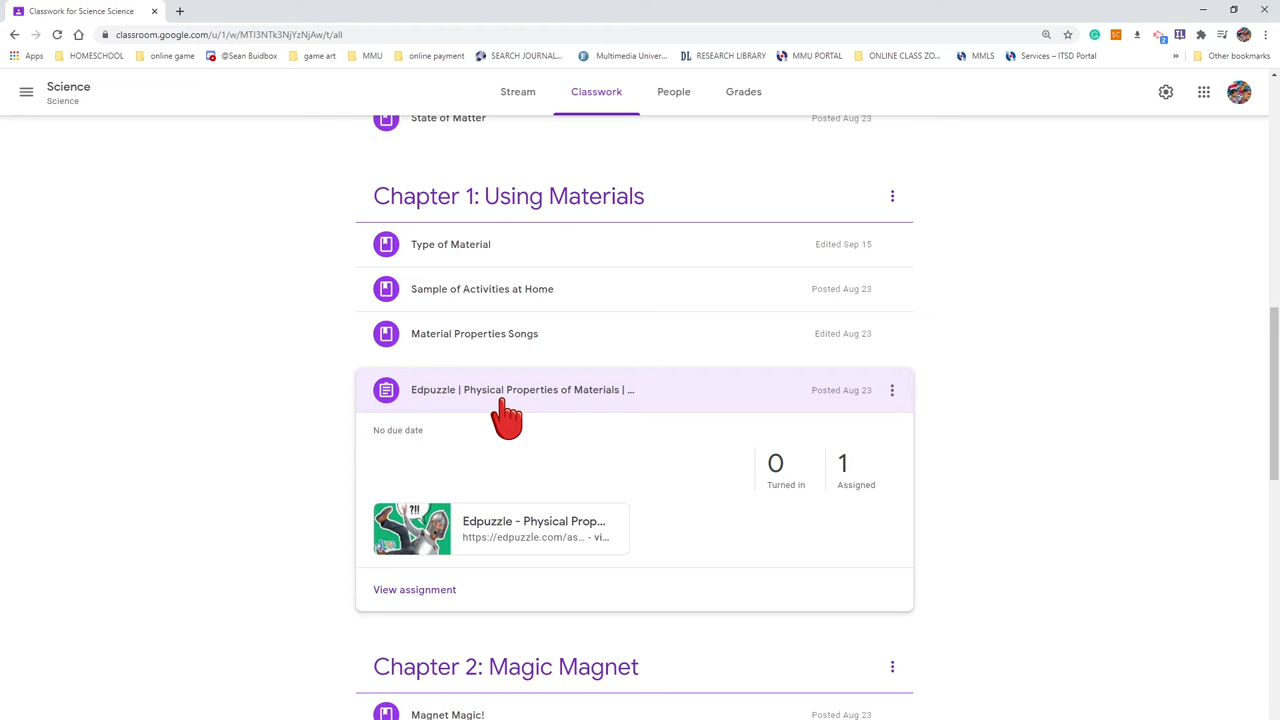 Classwork for Science Science
classroom.google.com/u/1/w/MTI3NTk3NjYzNjAw/t/all
Apps HOMESCHOOL online game @Sean Buidbox game art MMU online payment SEARCH JOURNAL... Multimedia Univer... RESEARCH LIBRARY MMU PORTAL ONLINE CLASS ZO... MMLS Services – ITSD Portal » Other bookmarks
Science
Science
Stream Classwork People Grades
State of Matter Posted Aug 23
Chapter 1: Using Materials
Type of Material Edited Sep 15
Sample of Activities at Home Posted Aug 23
Material Properties Songs Edited Aug 23
Edpuzzle | Physical Properties of Materials | ... Posted Aug 23
No due date
0 1
Turned in Assigned
?!!
Edpuzzle - Physical Prop...
https://edpuzzle.com/as... - vi...
View assignment
Chapter 2: Magic Magnet
Magnet Magic! Posted Aug 23